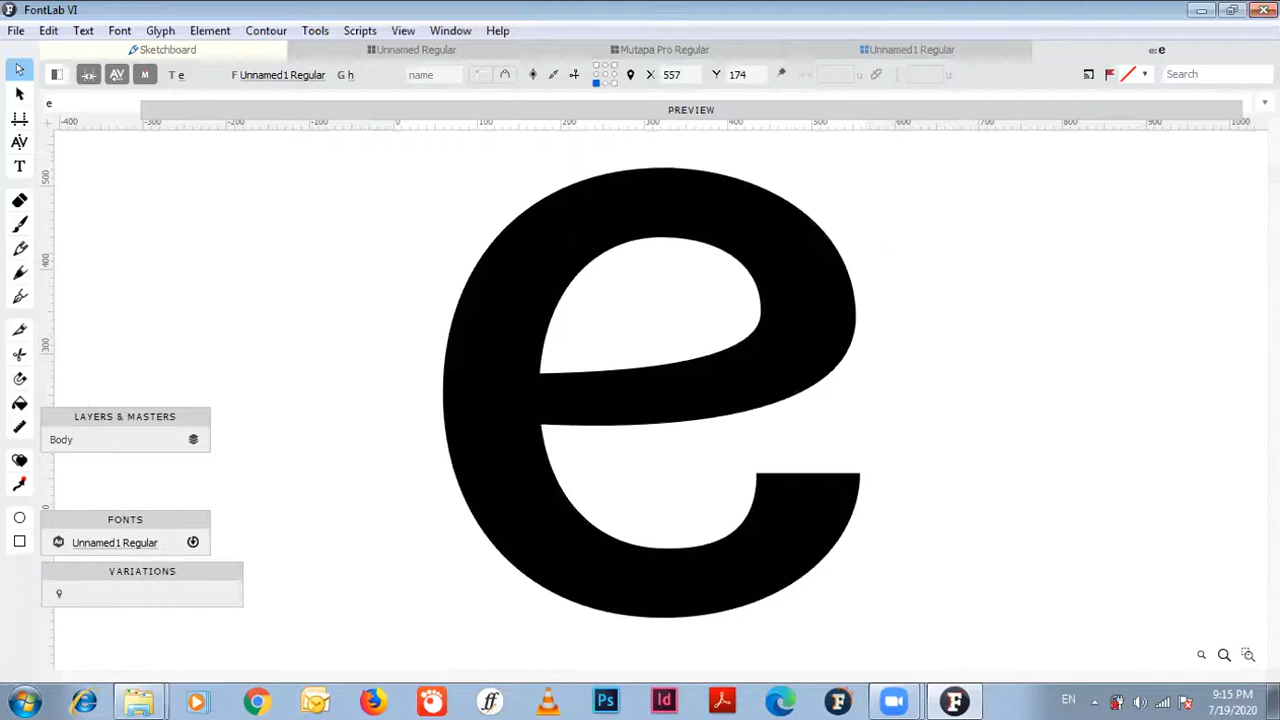 FontLab VI
File Edit Text Font Glyph Element Contour Tools Scripts View Window Help
Sketchboard Unnamed Regular Mutapa Pro Regular Unnamed1 Regular e: e
AV M T e F Unnamed1 Regular G h name X 557 Y 174 u u Search
e
PREVIEW
-400 -300 -200 -100 0 100 200 300 400 500 600 700 800 900 1000
500
400
300
0
e
LAYERS & MASTERS
Body
FONTS
Unnamed1 Regular
VARIATIONS
EN 9:15 PM
7/19/2020